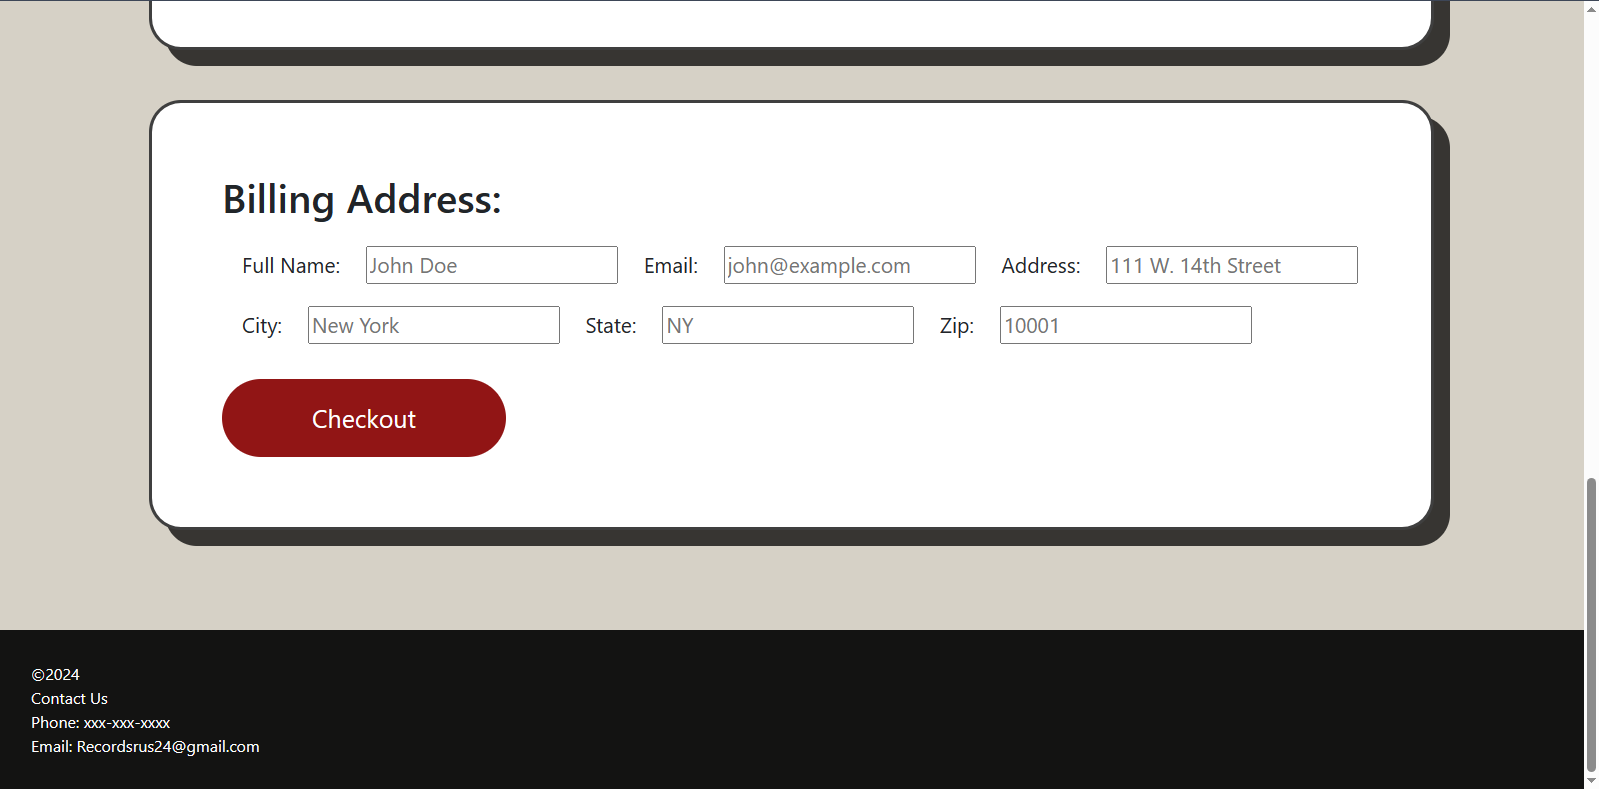 Billing Address:
Full Name: John Doe Email: john@example.com Address: 111 W. 14th Street
City: New York State: NY Zip: 10001
Checkout
©2024
Contact Us
Phone: xxx-xxx-xxxx
Email: Recordsrus24@gmail.com